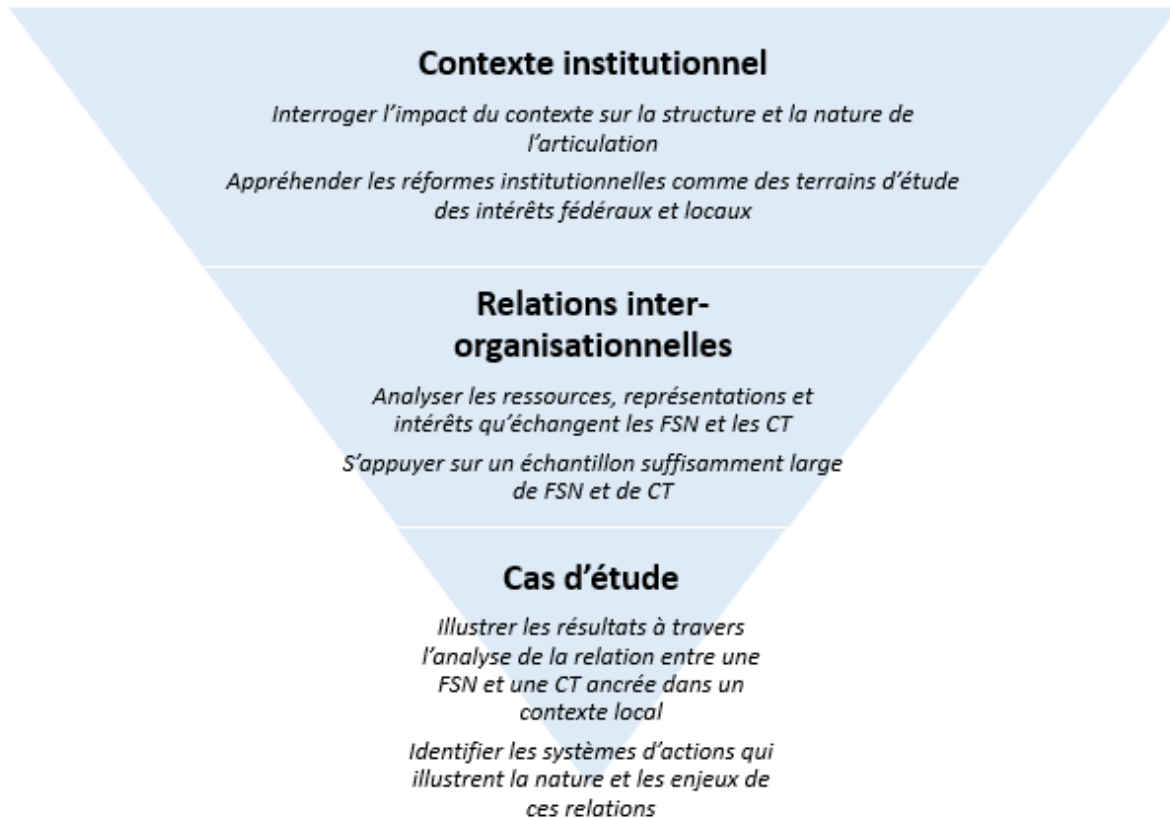 Contexte institutionnel
Interroger l’impact du contexte sur la structure et la nature de
l’articulation
Appréhender les réformes institutionnelles comme des terrains d’étude
des intérêts fédéraux et locaux
Relations inter-
organisationnelles
Analyser les ressources, représentations et
intérêts qu’échangent les FSN et les CT
S’appuyer sur un échantillon suffisamment large
de FSN et de CT
Cas d’étude
Illustrer les résultats à travers
l’analyse de la relation entre une
FSN et une CT ancrée dans un
contexte local
Identifier les systèmes d’actions qui
illustrent la nature et les enjeux de
ces relations